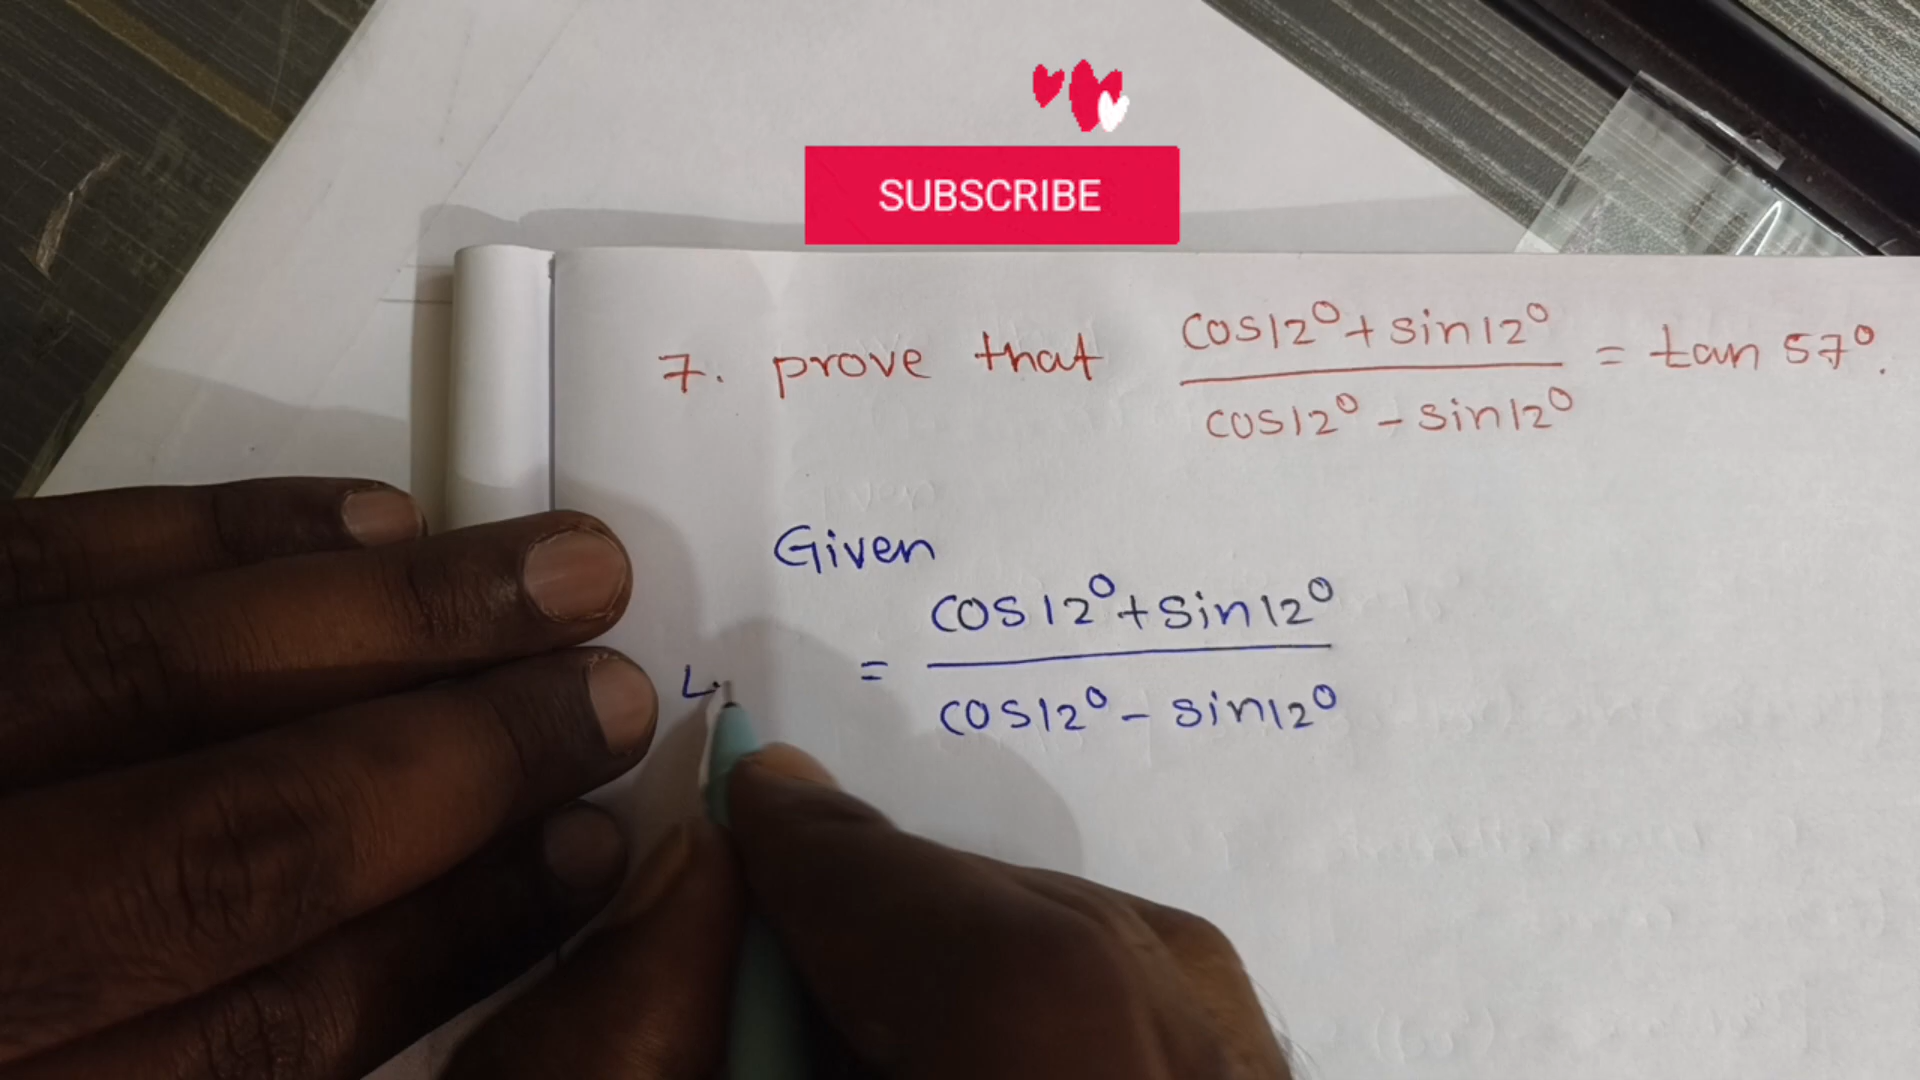 SUBSCRIBE
7. prove that (cos12° + sin12°) / (cos12° - sin12°) = tan 57°.
Given
L. = (cos12° + sin12°) / (cos12° - sin12°)